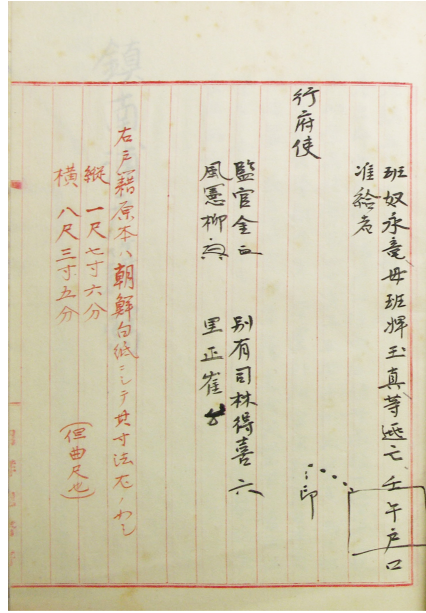 班奴永竜母班婢玉真等逃亡、壬午戸口
准給者
行府使
印
監官金
別有司林得喜
風憲柳
里正崔
右戸籍原本ハ朝鮮白紙ニシテ其寸法左ノ如シ
縦 一尺七寸六分
横 八尺三寸五分
(但曲尺也)